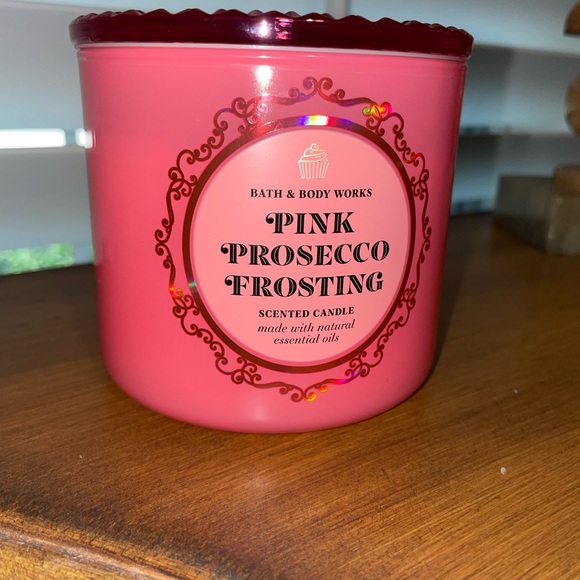 BATH & BODY WORKS
PINK
PROSECCO
FROSTING
SCENTED CANDLE
made with natural
essential oils